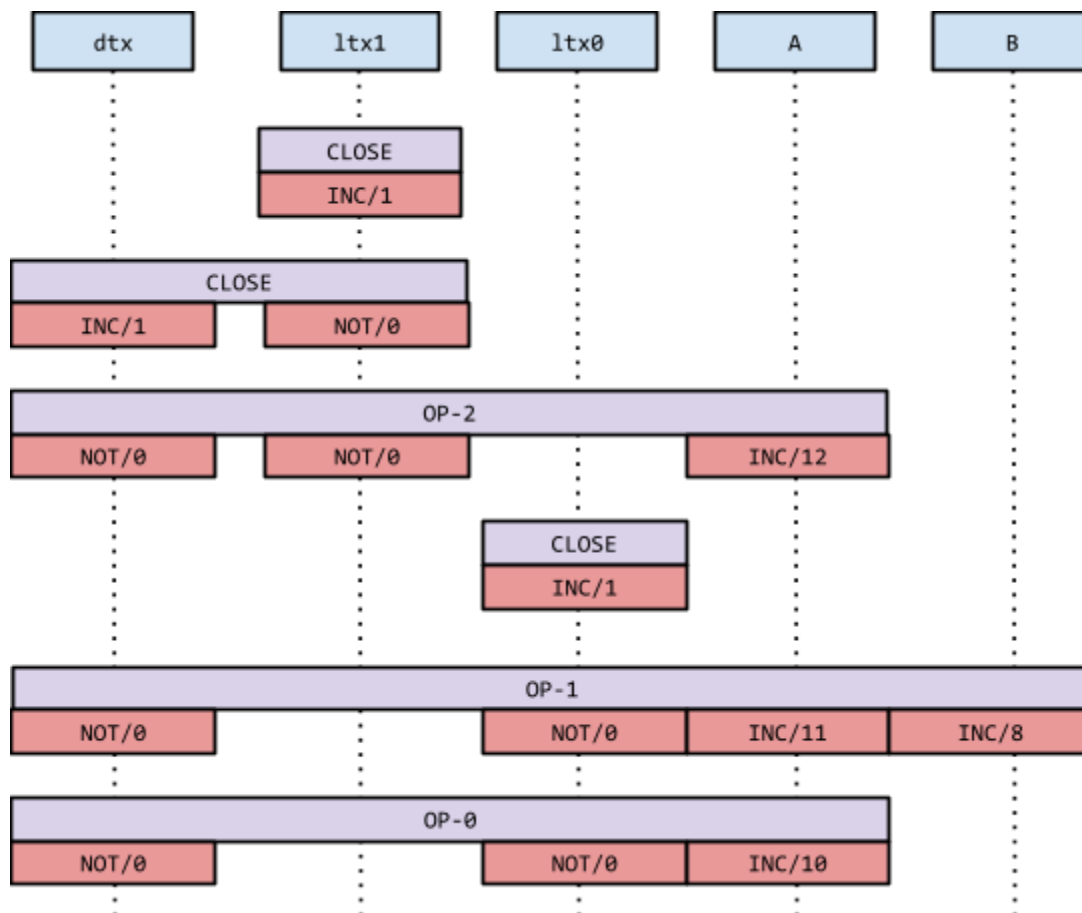 dtx ltx1 ltx0 A B
CLOSE
INC/1
CLOSE
INC/1 NOT/0
OP-2
NOT/0 NOT/0 INC/12
CLOSE
INC/1
OP-1
NOT/0 NOT/0 INC/11 INC/8
OP-0
NOT/0 NOT/0 INC/10